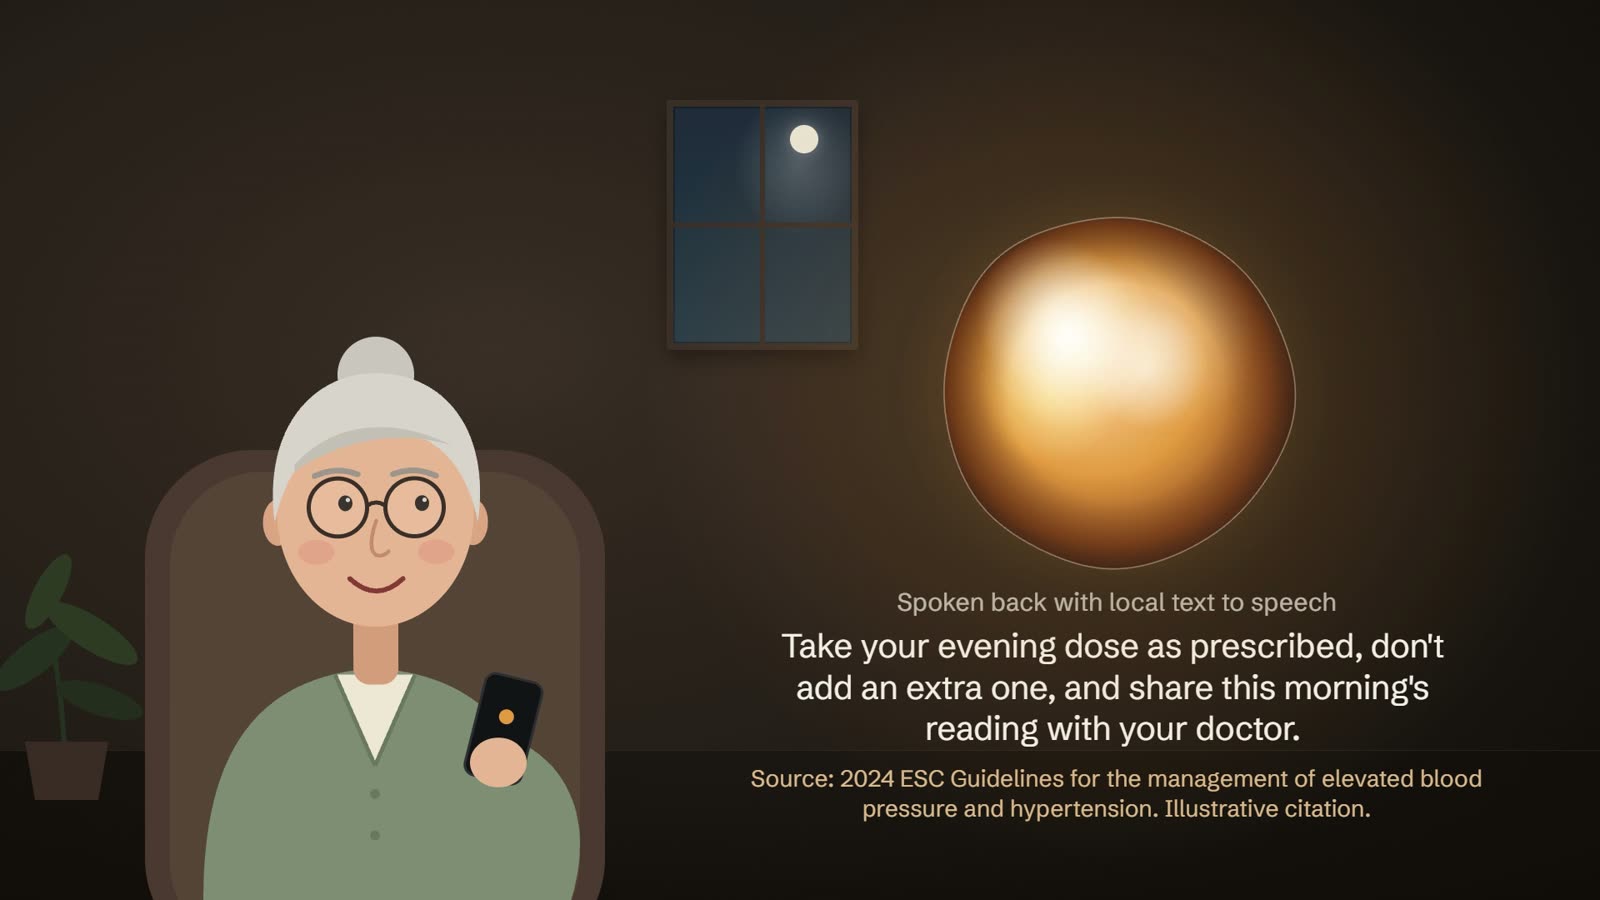 Spoken back with local text to speech
Take your evening dose as prescribed, don't
add an extra one, and share this morning's
reading with your doctor.
Source: 2024 ESC Guidelines for the management of elevated blood
pressure and hypertension. Illustrative citation.